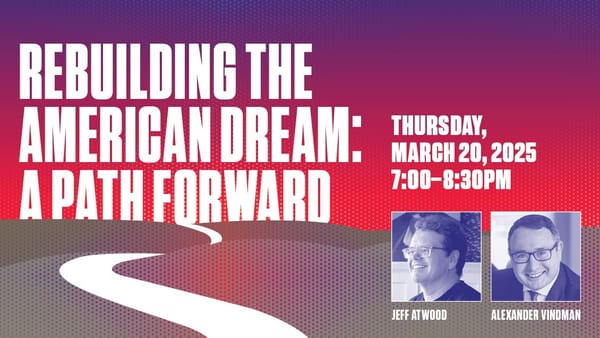 REBUILDING THE
AMERICAN DREAM:
A PATH FORWARD
THURSDAY,
MARCH 20, 2025
7:00–8:30PM
JEFF ATWOOD
ALEXANDER VINDMAN